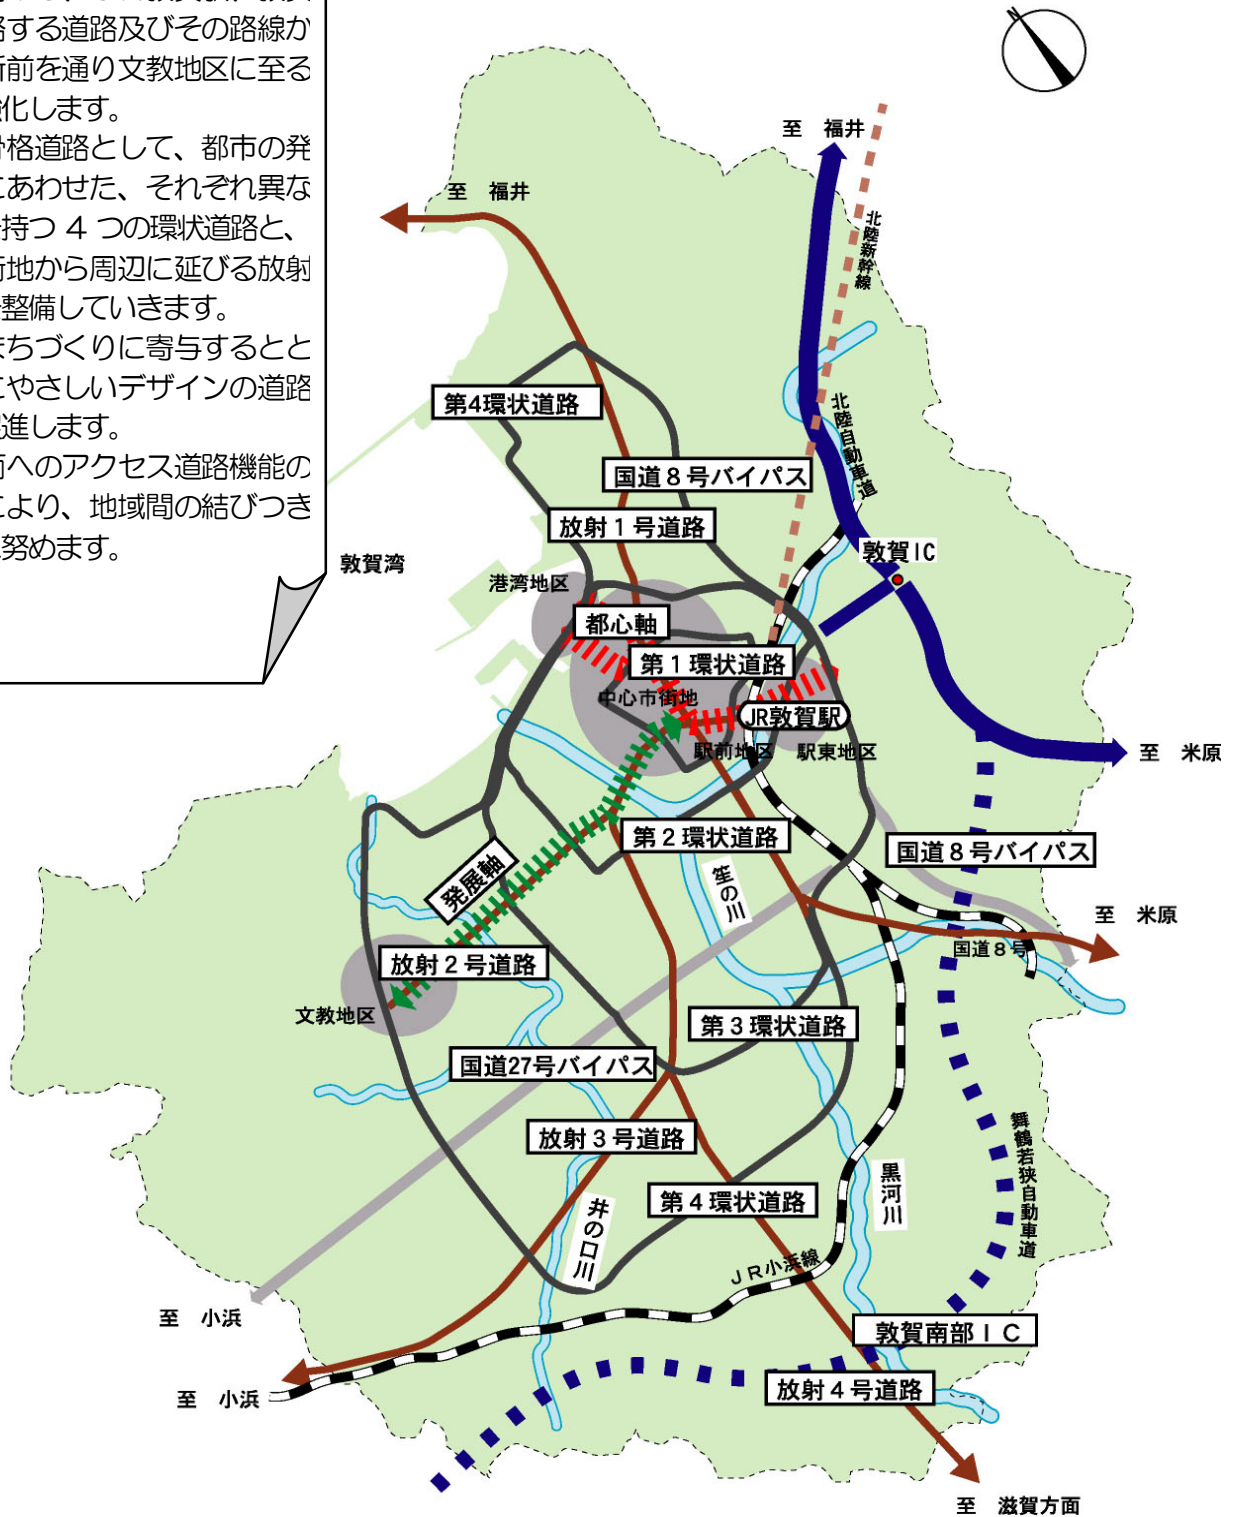 路する道路及びその路線か
所前を通り文教地区に至る
強化します。
骨格道路として、都市の発
にあわせた、それぞれ異な
を持つ 4 つの環状道路と、
街地から周辺に延びる放射
を整備していきます。
まちづくりに寄与するとと
にやさしいデザインの道路
促進します。
面へのアクセス道路機能の
により、地域間の結びつき
に努めます。
至 福井
至 福井
北陸新幹線
第4環状道路
北陸自動車道
国道8号バイパス
放射1号道路
敦賀IC
敦賀湾
港湾地区
都心軸
第1環状道路
中心市街地
JR敦賀駅
駅前地区
駅東地区
至 米原
第2環状道路
国道8号バイパス
発展軸
笙の川
至 米原
国道8号
放射2号道路
文教地区
第3環状道路
国道27号バイパス
放射3号道路
舞鶴若狭自動車道
黒河川
第4環状道路
井の口川
JR小浜線
至 小浜
敦賀南部IC
至 小浜
放射4号道路
至 滋賀方面